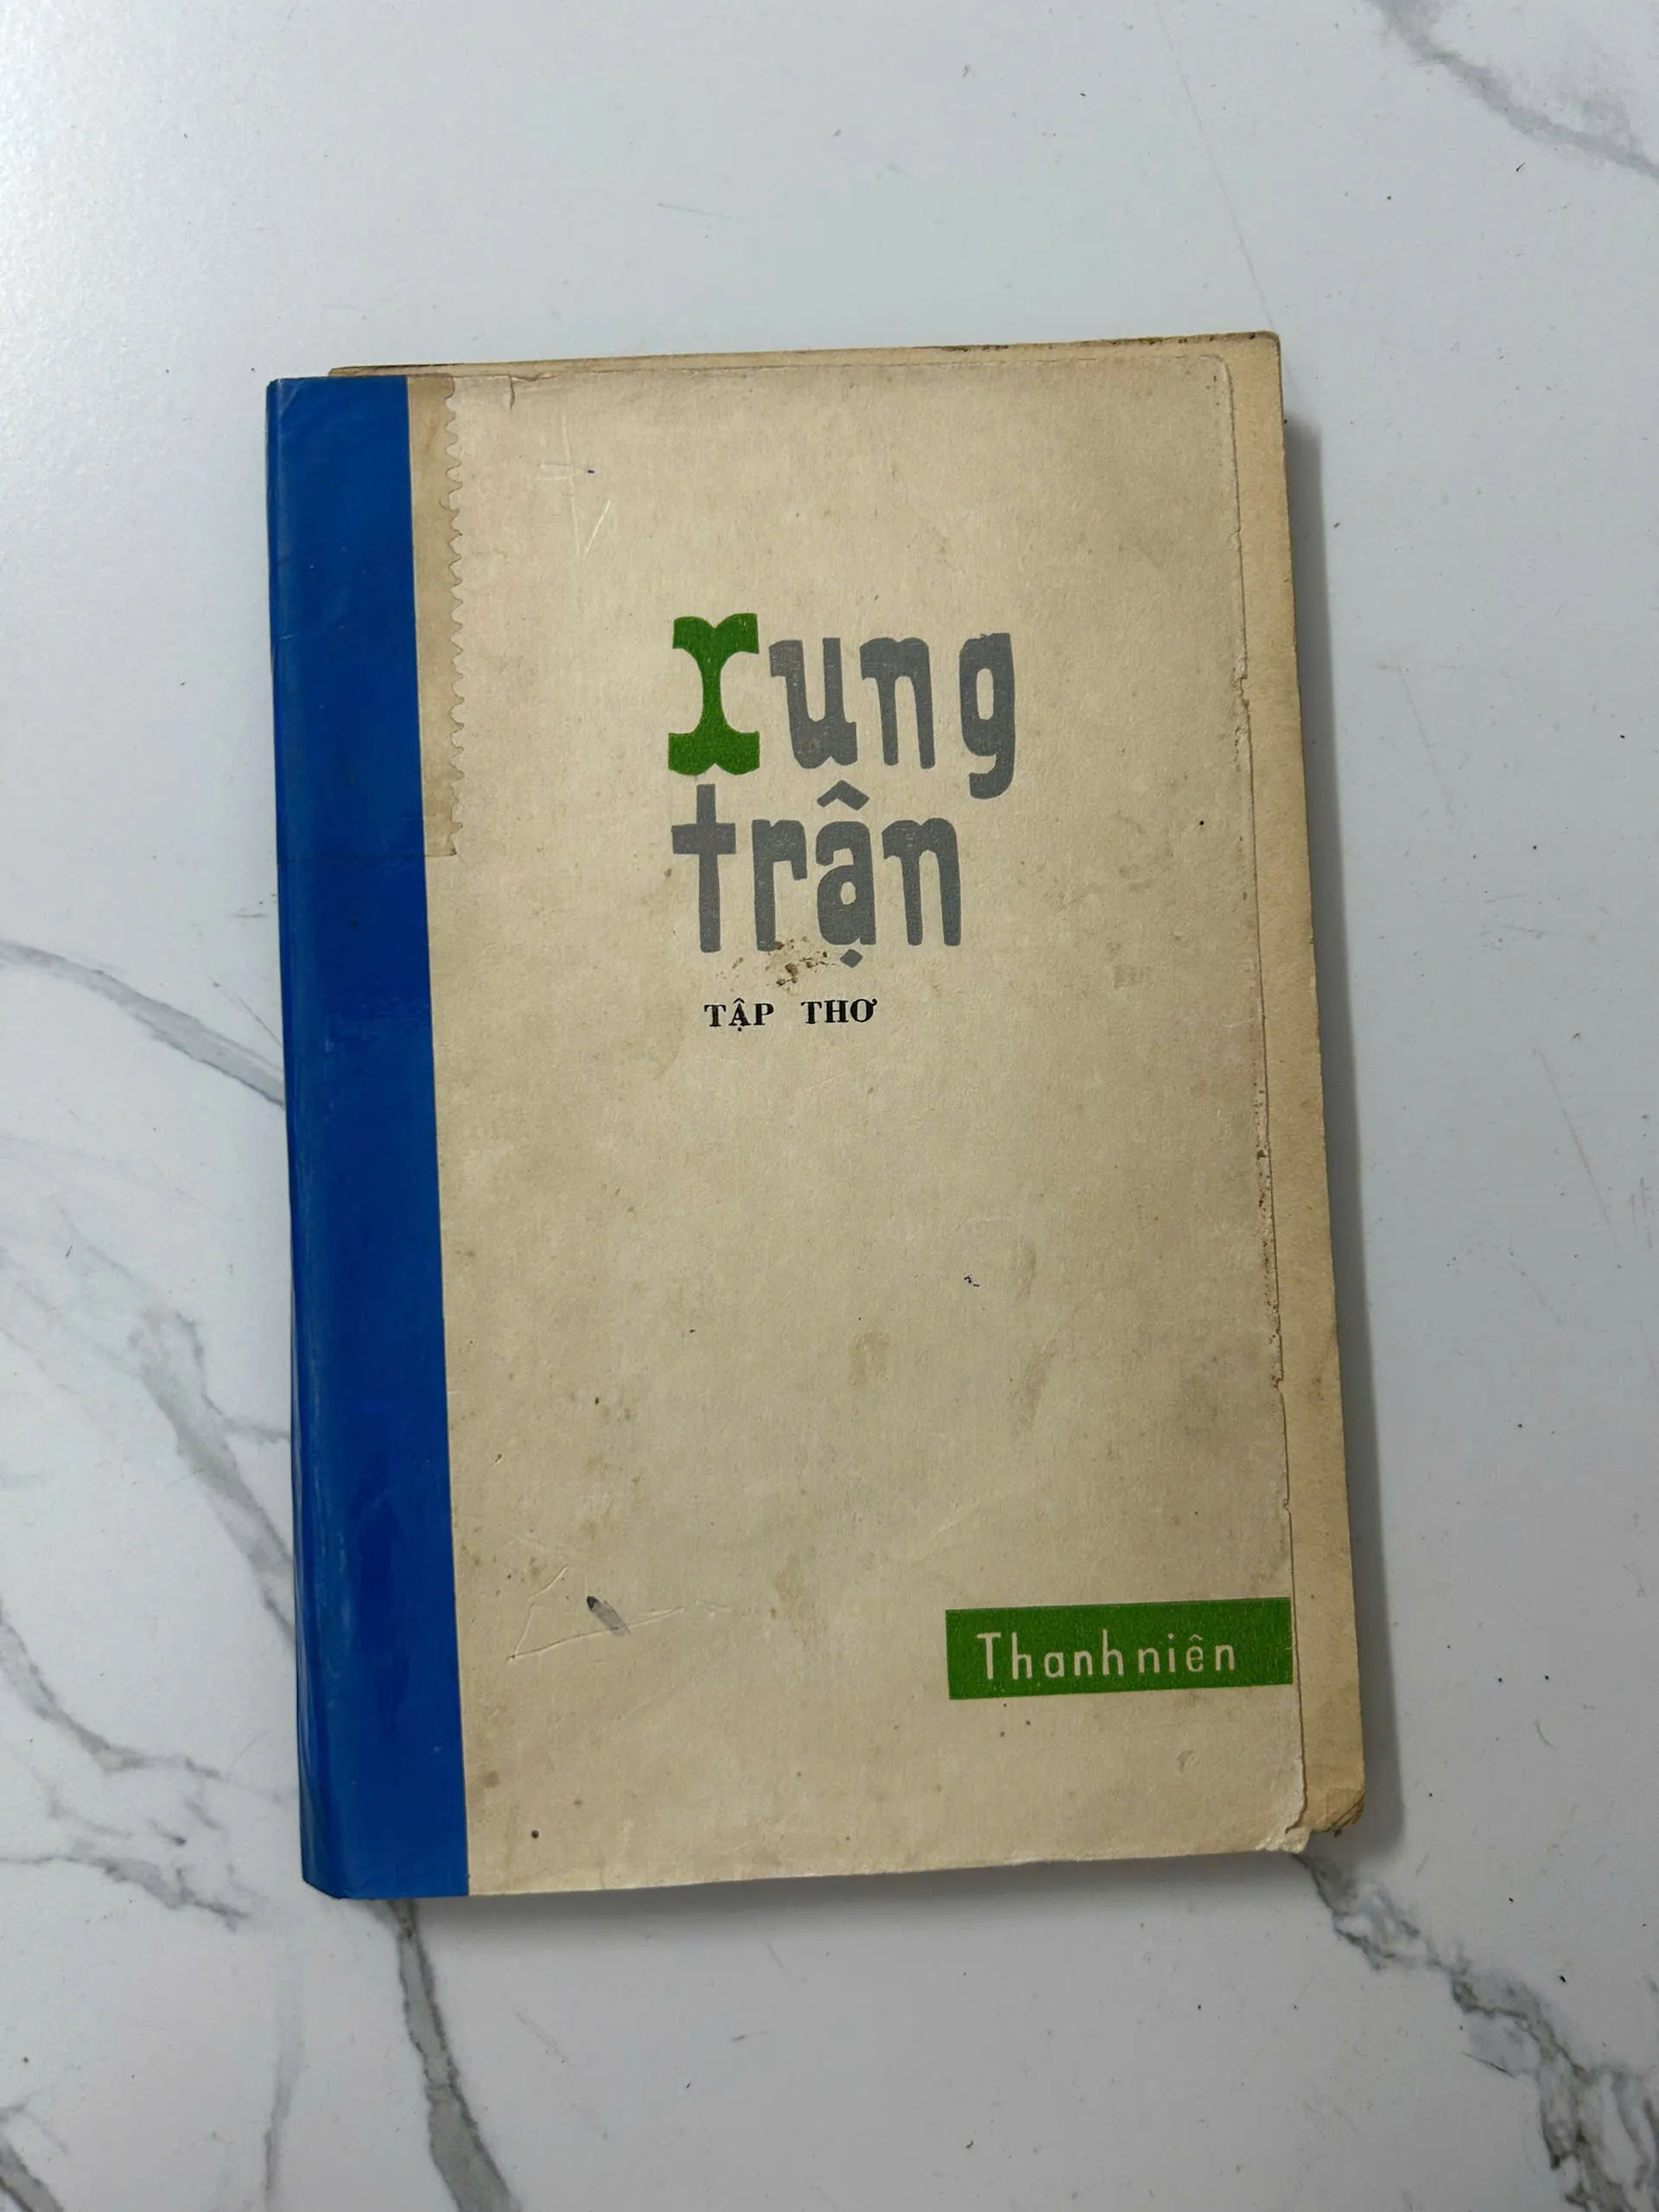 xung
trận
TẬP THƠ
Thanh niên